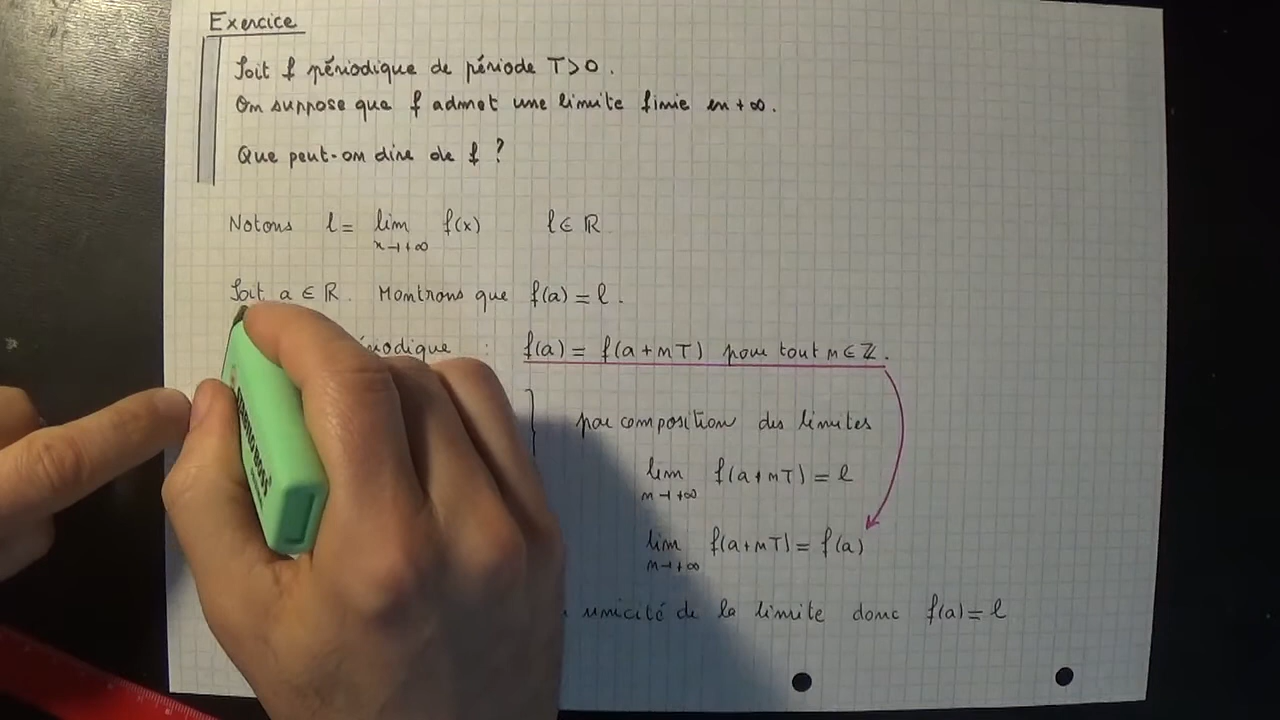 Exercice
Soit f périodique de période T>0.
On suppose que f admet une limite finie en +∞.
Que peut-on dire de f ?
Notons l = lim f(x) l ∈ ℝ
x→+∞
Soit a ∈ ℝ. Montrons que f(a) = l.
f(a) = f(a+nT) pour tout n ∈ ℤ.
par composition des limites
lim f(a+nT) = l
n→+∞
lim f(a+nT) = f(a)
n→+∞
unicité de la limite donc f(a) = l
STABILO BOSS